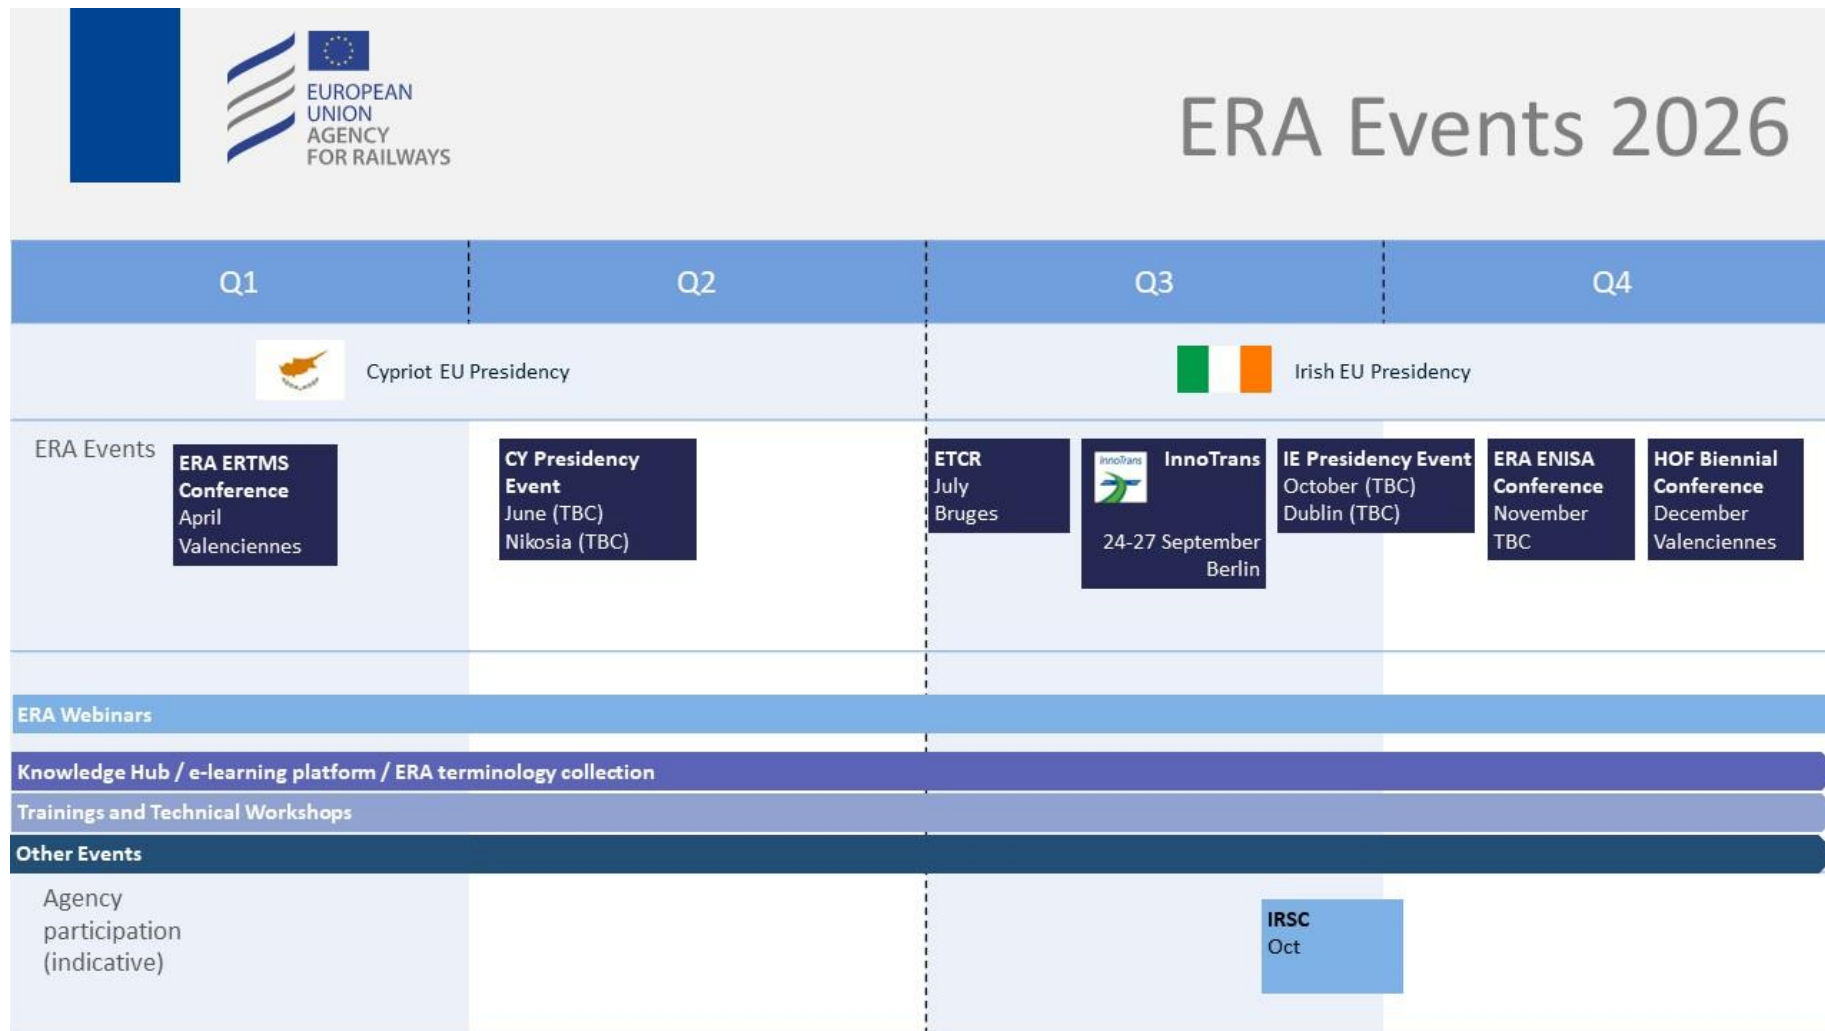 EUROPEAN
UNION
AGENCY
FOR RAILWAYS
ERA Events 2026
Q1
Q2
Q3
Q4
Cypriot EU Presidency
Irish EU Presidency
ERA Events
ERA ERTMS
Conference
April
Valenciennes
CY Presidency
Event
June (TBC)
Nikosia (TBC)
ETCR
July
Bruges
InnoTrans
InnoTrans
24-27 September
Berlin
IE Presidency Event
October (TBC)
Dublin (TBC)
ERA ENISA
Conference
November
TBC
HOF Biennial
Conference
December
Valenciennes
ERA Webinars
Knowledge Hub / e-learning platform / ERA terminology collection
Trainings and Technical Workshops
Other Events
Agency
participation
(indicative)
IRSC
Oct